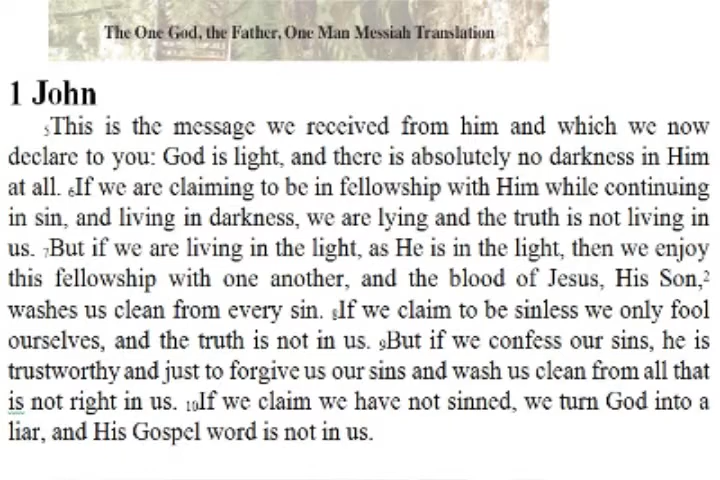 The One God, the Father, One Man Messiah Translation
1 John
5This is the message we received from him and which we now
declare to you: God is light, and there is absolutely no darkness in Him
at all. 6If we are claiming to be in fellowship with Him while continuing
in sin, and living in darkness, we are lying and the truth is not living in
us. 7But if we are living in the light, as He is in the light, then we enjoy
this fellowship with one another, and the blood of Jesus, His Son,2
washes us clean from every sin. 8If we claim to be sinless we only fool
ourselves, and the truth is not in us. 9But if we confess our sins, he is
trustworthy and just to forgive us our sins and wash us clean from all that
is not right in us. 10If we claim we have not sinned, we turn God into a
liar, and His Gospel word is not in us.